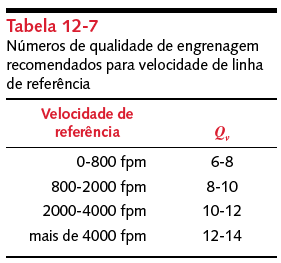 Tabela 12-7
Números de qualidade de engrenagem
recomendados para velocidade de linha
de referência
Velocidade de
referência Qv
0-800 fpm 6-8
800-2000 fpm 8-10
2000-4000 fpm 10-12
mais de 4000 fpm 12-14